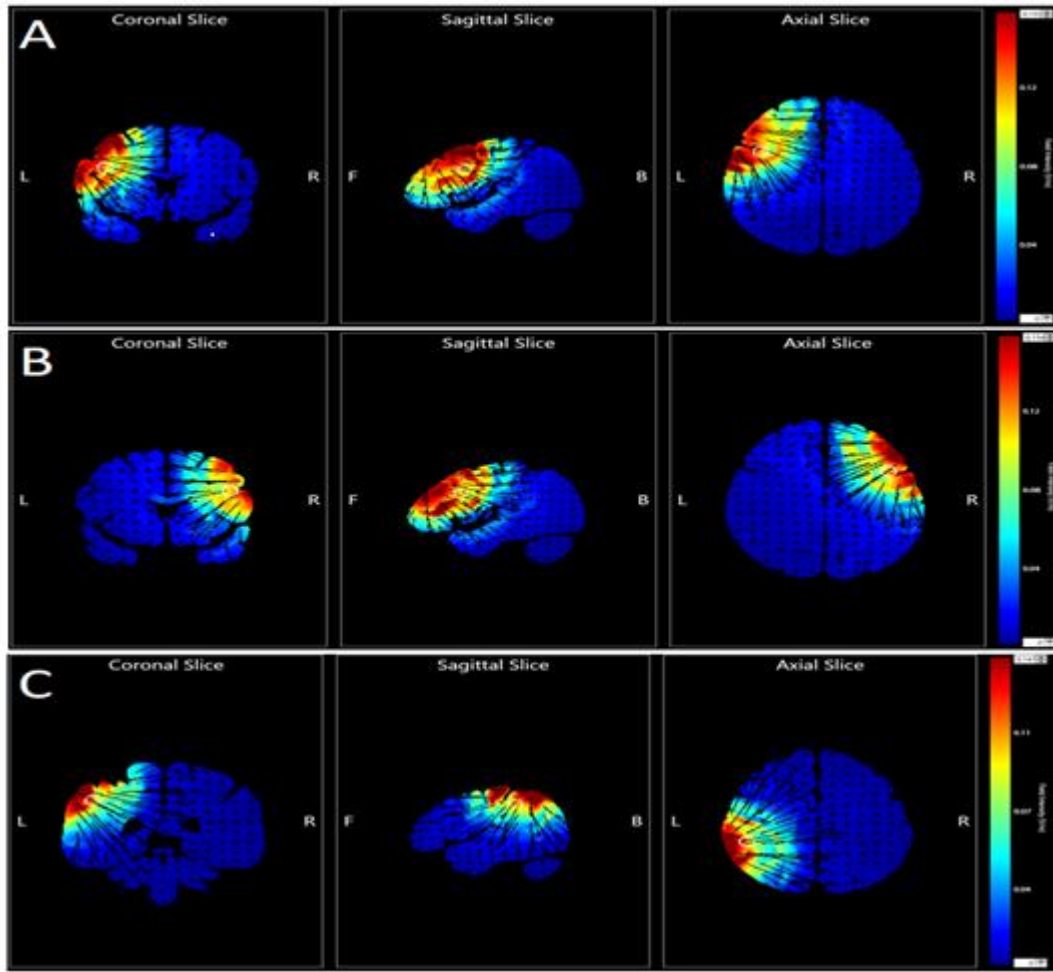 A
Coronal Slice
Sagittal Slice
Axial Slice
L
R
F
B
L
R
0.12
0.08
0.04
B
Coronal Slice
Sagittal Slice
Axial Slice
L
R
F
B
L
R
0.12
0.08
0.04
C
Coronal Slice
Sagittal Slice
Axial Slice
L
R
F
B
L
R
0.11
0.07
0.04